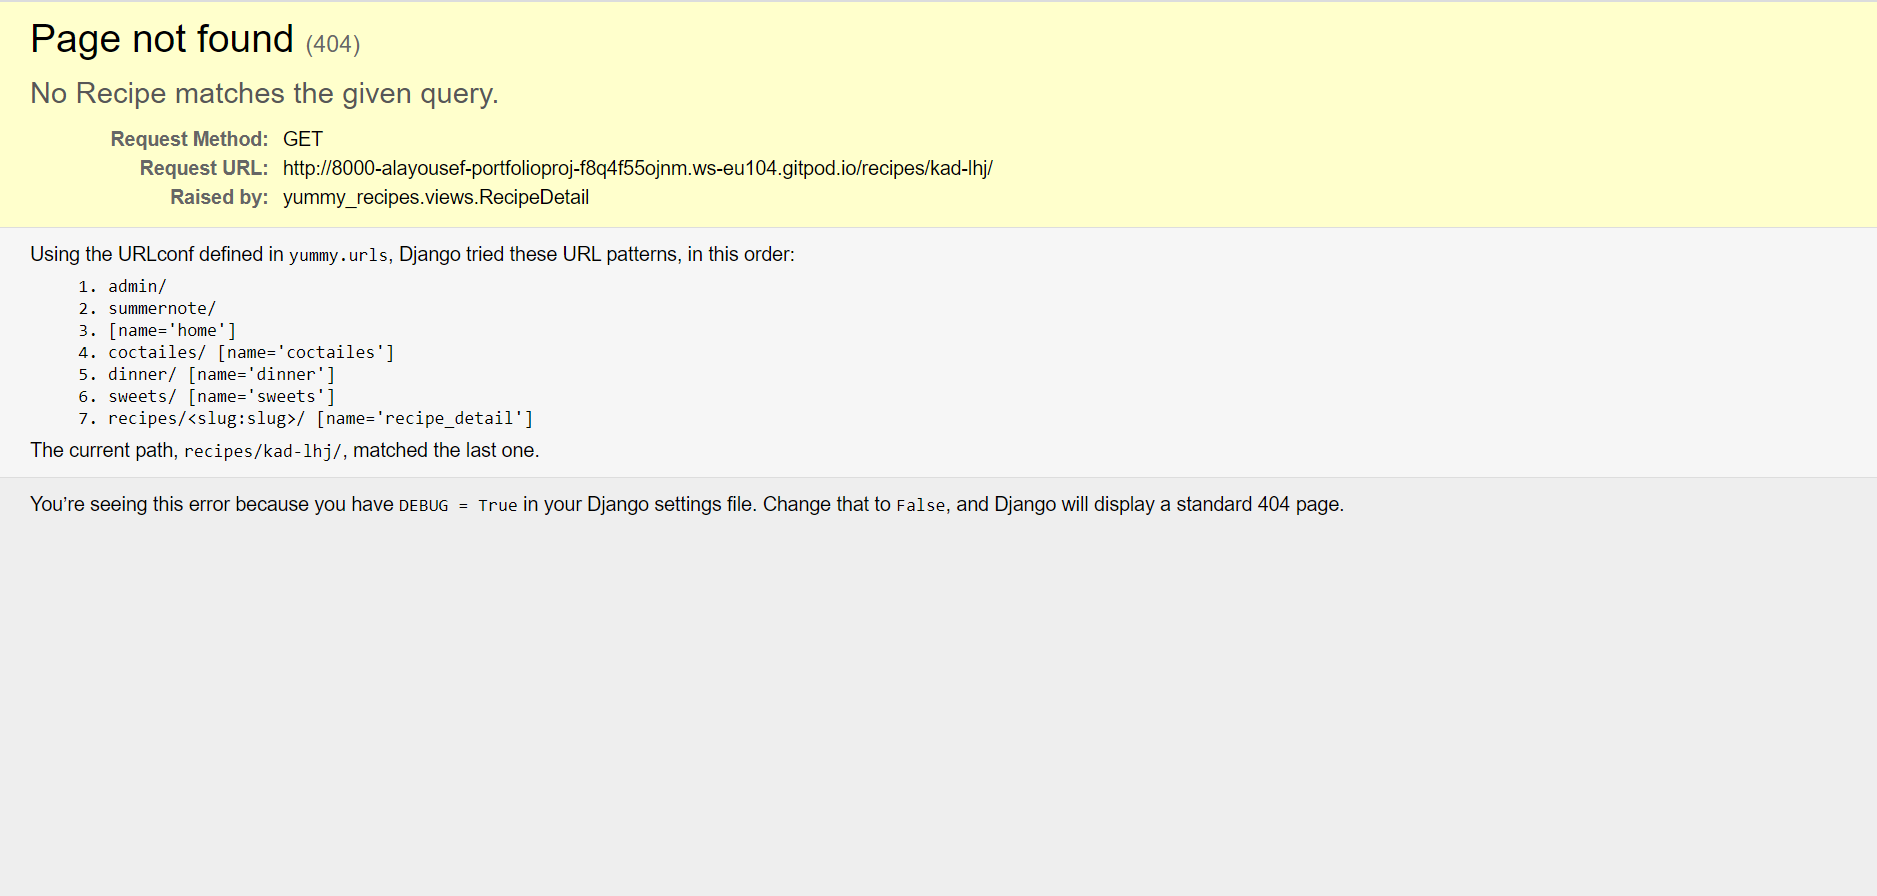 Page not found (404)
No Recipe matches the given query.
Request Method: GET
Request URL: http://8000-alayousef-portfolioproj-f8q4f55ojnm.ws-eu104.gitpod.io/recipes/kad-lhj/
Raised by: yummy_recipes.views.RecipeDetail
Using the URLconf defined in yummy.urls, Django tried these URL patterns, in this order:
1. admin/
2. summernote/
3. [name='home']
4. coctailes/ [name='coctailes']
5. dinner/ [name='dinner']
6. sweets/ [name='sweets']
7. recipes/<slug:slug>/ [name='recipe_detail']
The current path, recipes/kad-lhj/, matched the last one.
You’re seeing this error because you have DEBUG = True in your Django settings file. Change that to False, and Django will display a standard 404 page.